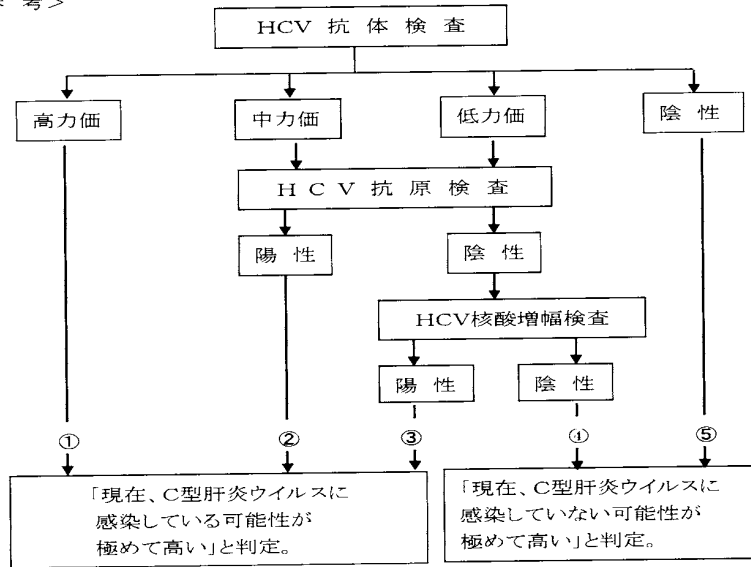 考>
HCV 抗 体 検 査
高力価
中力価
低力価
陰 性
H C V 抗 原 検 査
陽 性
陰 性
HCV核酸増幅検査
陽 性
陰 性
①
②
③
④
⑤
「現在、C型肝炎ウイルスに
感染している可能性が
極めて高い」と判定。
「現在、C型肝炎ウイルスに
感染していない可能性が
極めて高い」と判定。